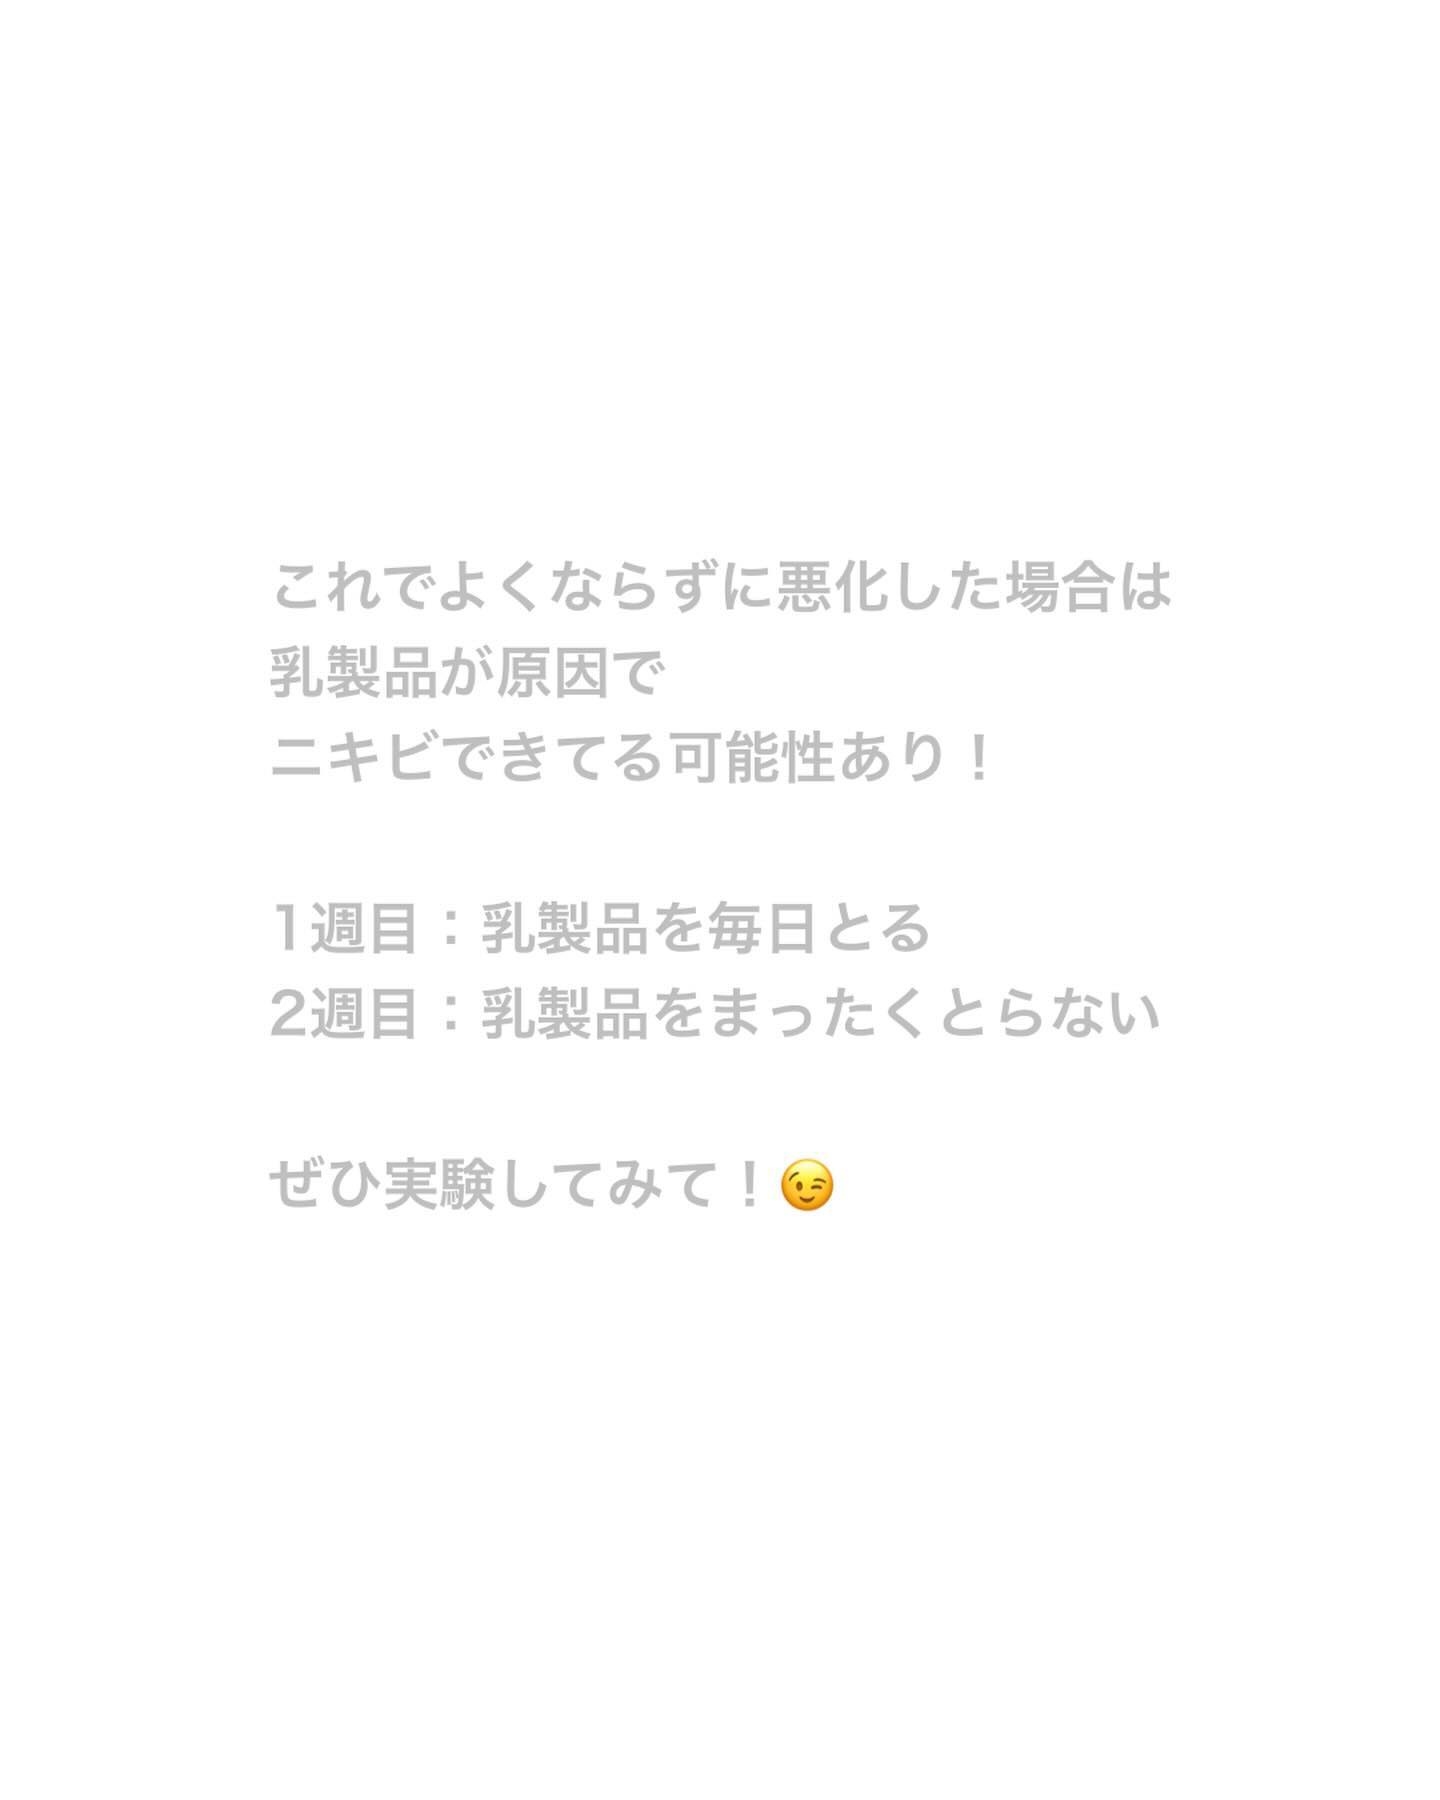 これでよくならずに悪化した場合は
乳製品が原因で
ニキビできてる可能性あり！
1週目：乳製品を毎日とる
2週目：乳製品をまったくとらない
ぜひ実験してみて！😉